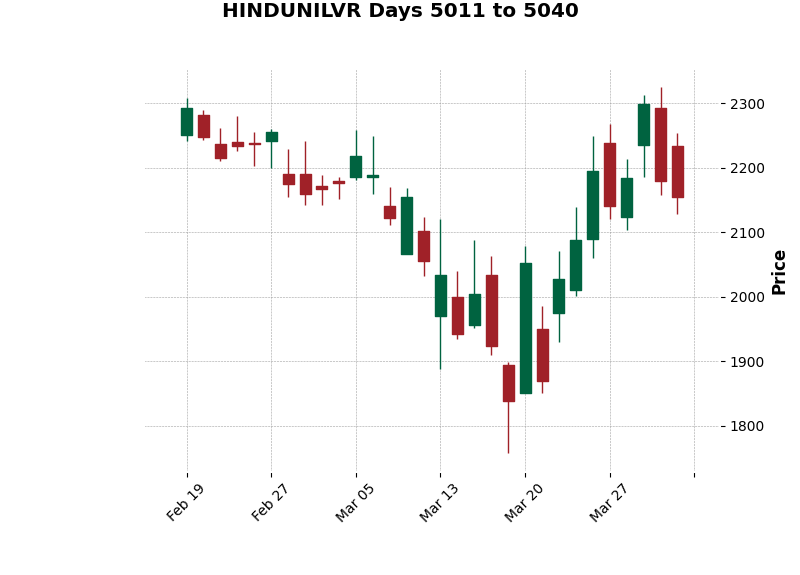 HINDUNILVR Days 5011 to 5040
2300
2200
2100
2000
1900
1800
Price
Feb 19
Feb 27
Mar 05
Mar 13
Mar 20
Mar 27